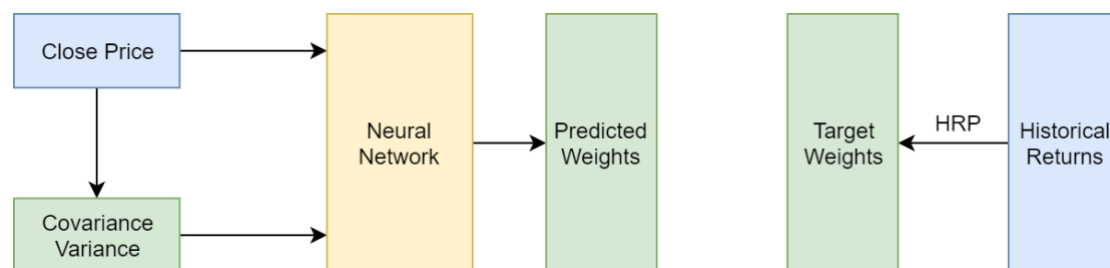 Close Price
Covariance
Variance
Neural
Network
Predicted
Weights
Target
Weights
HRP
Historical
Returns